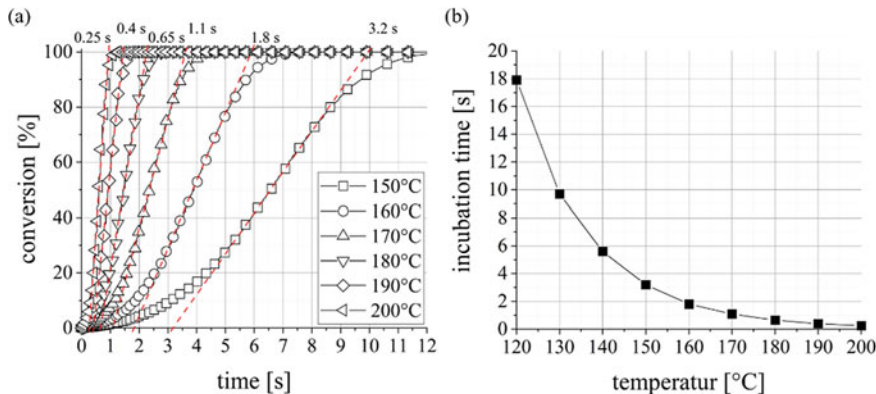 (a)
0.25 s
0.4 s
0.65 s
1.1 s
1.8 s
3.2 s
100
80
60
40
20
0
conversion [%]
150°C
160°C
170°C
180°C
190°C
200°C
0 1 2 3 4 5 6 7 8 9 10 11 12
time [s]
(b)
20
18
16
14
12
10
8
6
4
2
0
incubation time [s]
120 130 140 150 160 170 180 190 200
temperatur [°C]